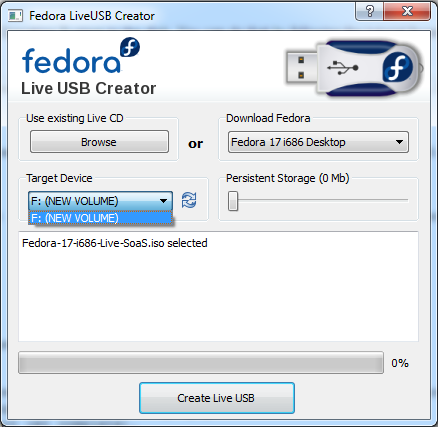 Fedora LiveUSB Creator
fedora
Live USB Creator
Use existing Live CD
Browse
or
Download Fedora
Fedora 17 i686 Desktop
Target Device
F: (NEW VOLUME)
F: (NEW VOLUME)
Persistent Storage (0 Mb)
Fedora-17-i686-Live-SoaS.iso selected
0%
Create Live USB